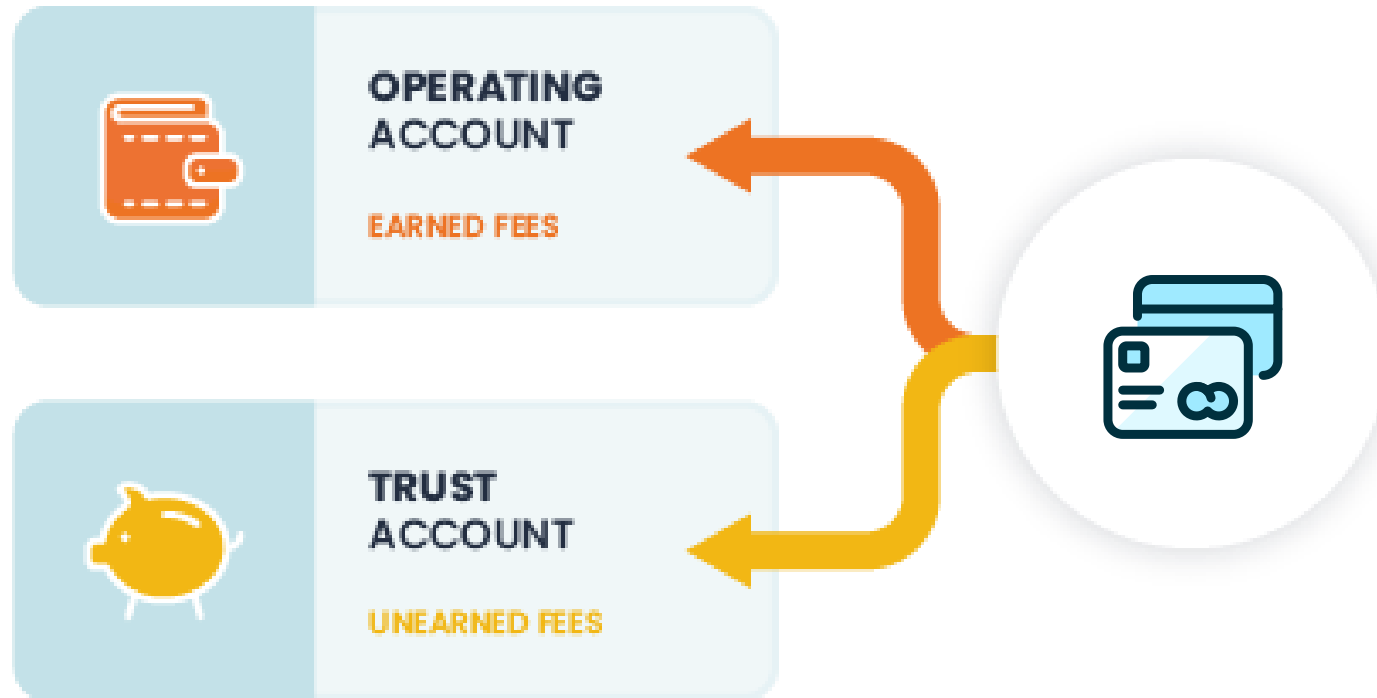 OPERATING
ACCOUNT
EARNED FEES
TRUST
ACCOUNT
UNEARNED FEES